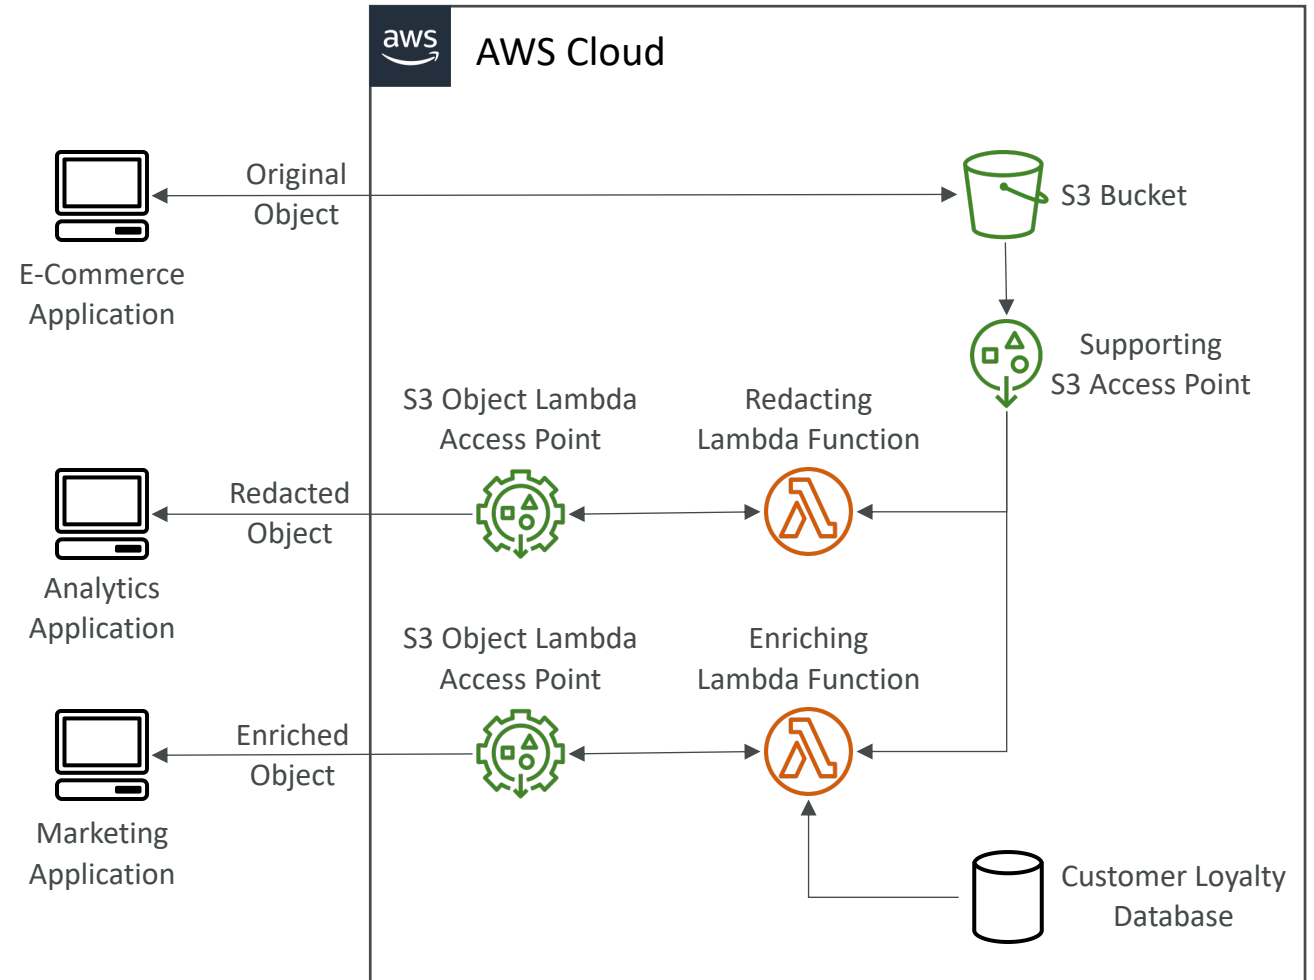 aws
AWS Cloud
Original
Object
S3 Bucket
E-Commerce
Application
Supporting
S3 Access Point
S3 Object Lambda
Access Point
Redacting
Lambda Function
Redacted
Object
Analytics
Application
S3 Object Lambda
Access Point
Enriching
Lambda Function
Enriched
Object
Marketing
Application
Customer Loyalty
Database